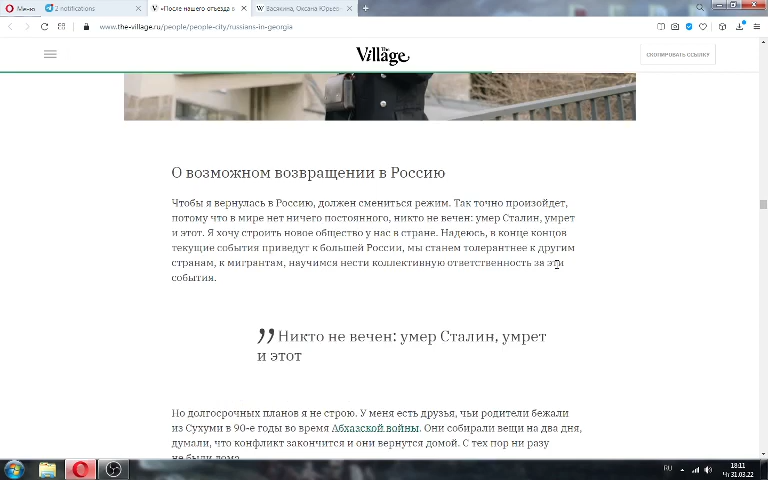 Меню
2 notifications
«После нашего отъезда в
Васякина, Оксана Юрьев
www.the-village.ru/people/people-city/russians-in-georgia
The Village
СКОПИРОВАТЬ ССЫЛКУ
О возможном возвращении в Россию
Чтобы я вернулась в Россию, должен смениться режим. Так точно произойдет,
потому что в мире нет ничего постоянного, никто не вечен: умер Сталин, умрет
и этот. Я хочу строить новое общество у нас в стране. Надеюсь, в конце концов
текущие события приведут к большей России, мы станем толерантнее к другим
странам, к мигрантам, научимся нести коллективную ответственность за эти
события.
„Никто не вечен: умер Сталин, умрет
и этот
Но долгосрочных планов я не строю. У меня есть друзья, чьи родители бежали
из Сухуми в 90-е годы во время Абхазской войны. Они собирали вещи на два дня,
думали, что конфликт закончится и они вернутся домой. С тех пор ни разу
не были дома
RU
18:11
Чт 31.03.22